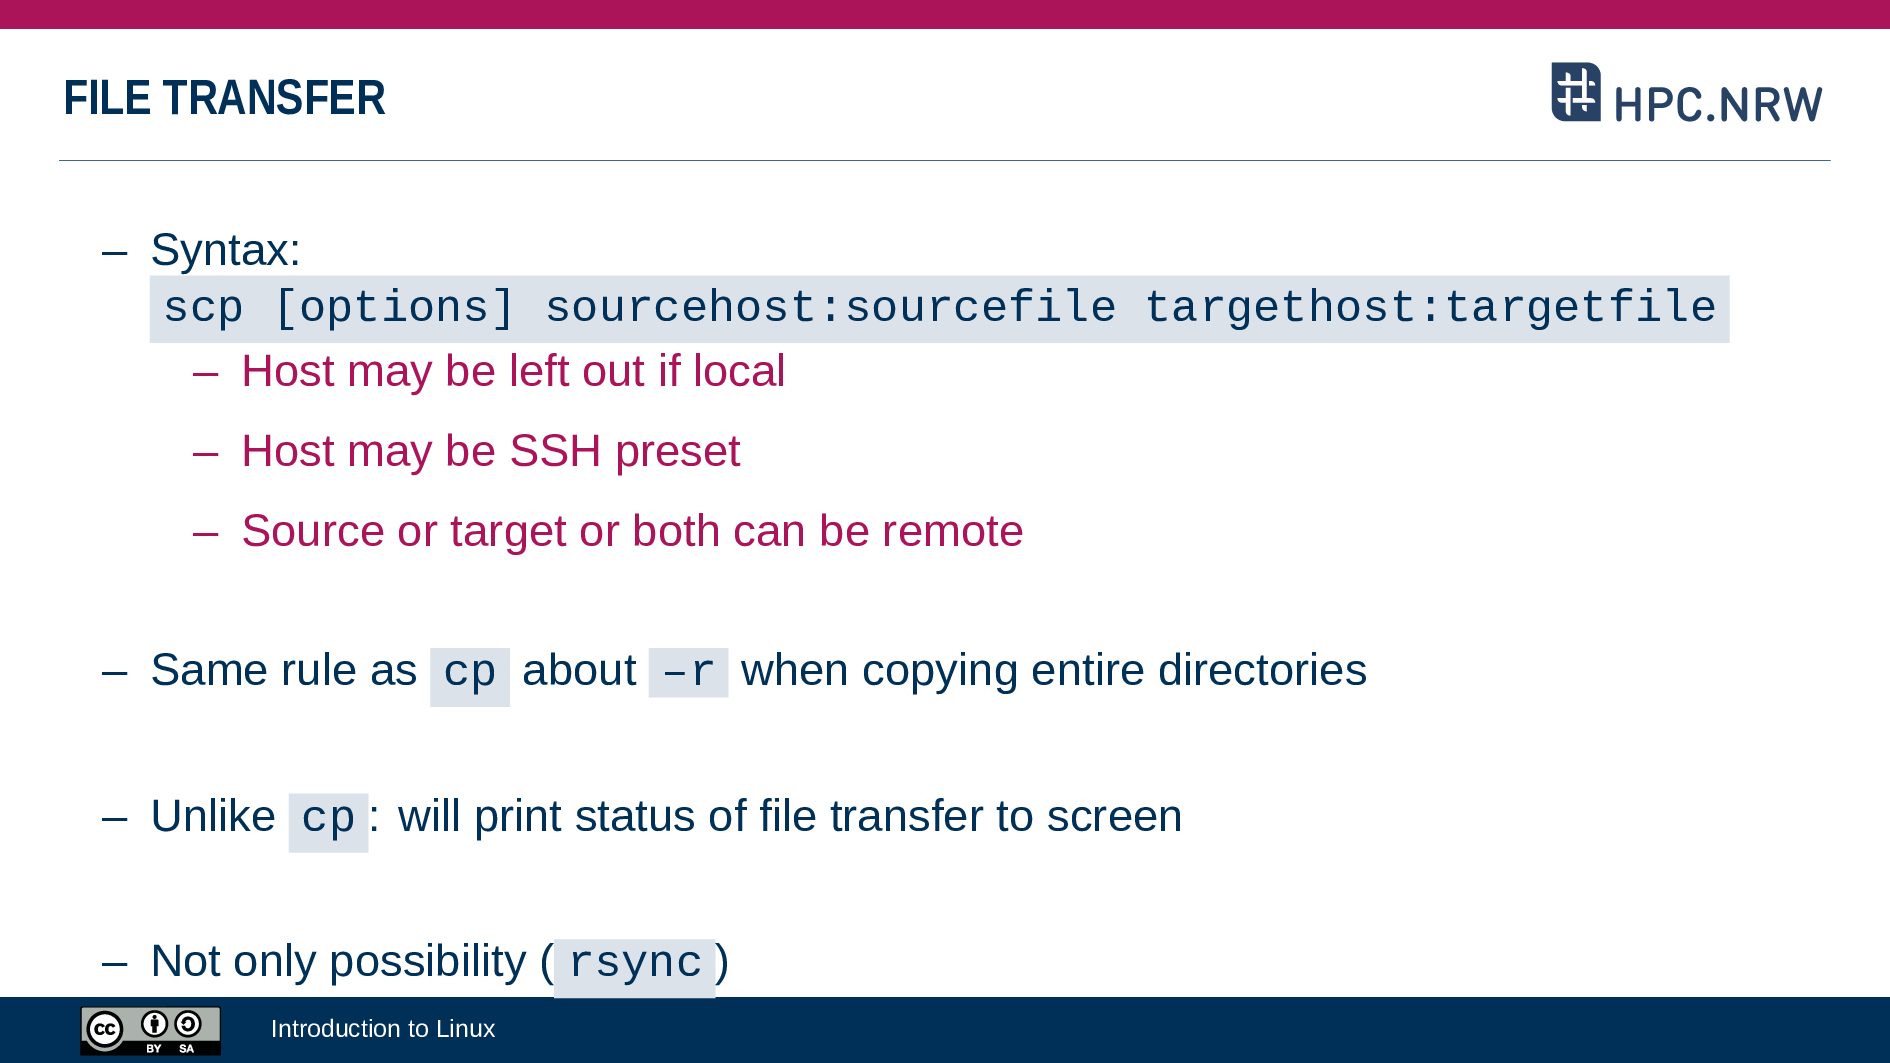 FILE TRANSFER
HPC.NRW
– Syntax:
scp [options] sourcehost:sourcefile targethost:targetfile
– Host may be left out if local
– Host may be SSH preset
– Source or target or both can be remote
– Same rule as cp about –r when copying entire directories
– Unlike cp: will print status of file transfer to screen
– Not only possibility (rsync)
cc BY SA
Introduction to Linux